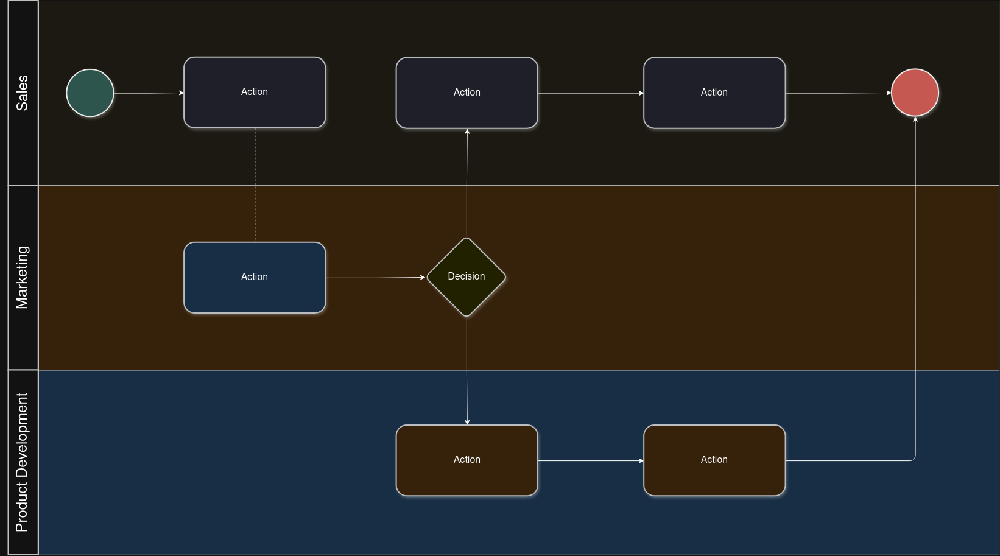 Sales
Action
Action
Action
Marketing
Action
Decision
Product Development
Action
Action